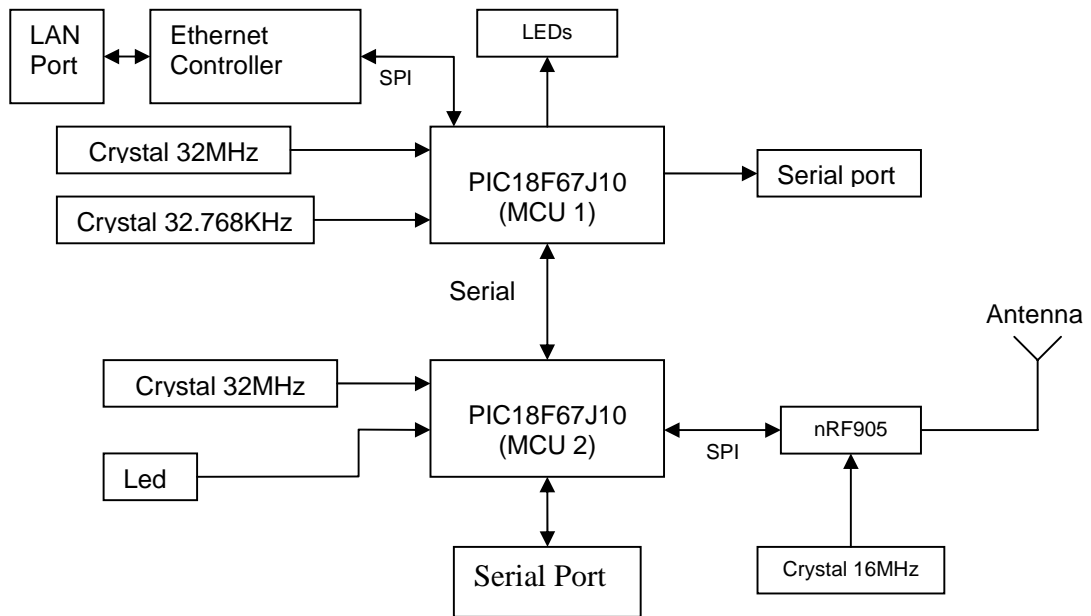 LAN
Port
Ethernet
Controller
SPI
LEDs
Crystal 32MHz
Crystal 32.768KHz
PIC18F67J10
(MCU 1)
Serial port
Serial
Antenna
Crystal 32MHz
Led
PIC18F67J10
(MCU 2)
SPI
nRF905
Serial Port
Crystal 16MHz